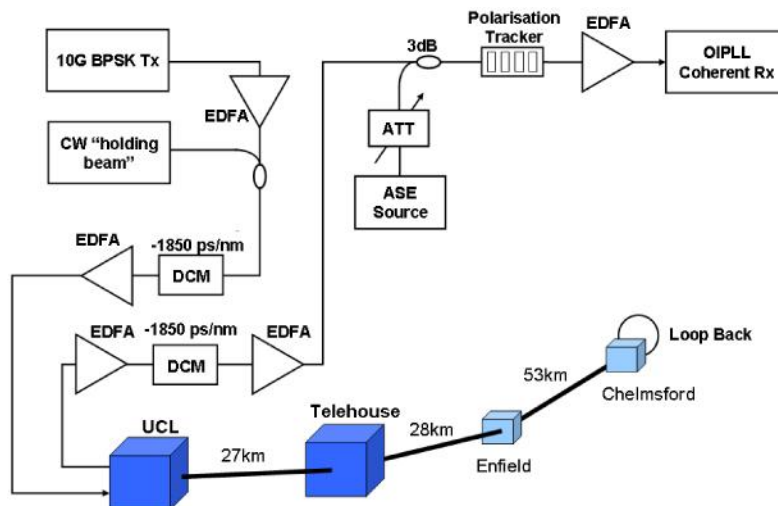 Polarisation
Tracker
EDFA
3dB
10G BPSK Tx
OIPLL
Coherent Rx
EDFA
ATT
CW “holding
beam”
ASE
Source
EDFA
-1850 ps/nm
DCM
EDFA
-1850 ps/nm
EDFA
DCM
Loop Back
53km
Chelmsford
Telehouse
UCL
28km
27km
Enfield